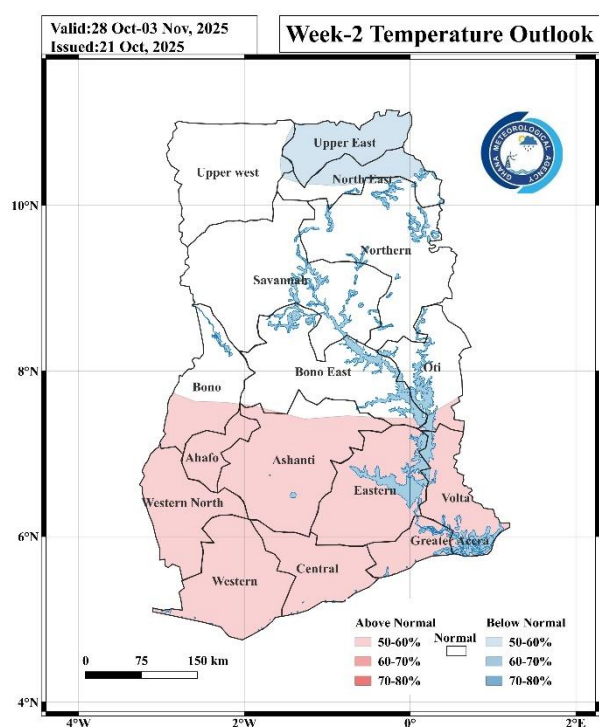 Valid:28 Oct-03 Nov, 2025
Issued:21 Oct, 2025
Week-2 Temperature Outlook
GHANA METEOROLOGICAL AGENCY
Upper East
Upper west
North East
10°N
Northern
Savannah
8°N
Bono
Bono East
Oti
Ahafo
Ashanti
Western North
Eastern
Volta
6°N
Greater Accra
Western
Central
Above Normal
Normal
Below Normal
50-60%
50-60%
60-70%
60-70%
70-80%
70-80%
0 75 150 km
4°N
4°W 2°W 0° 2°E